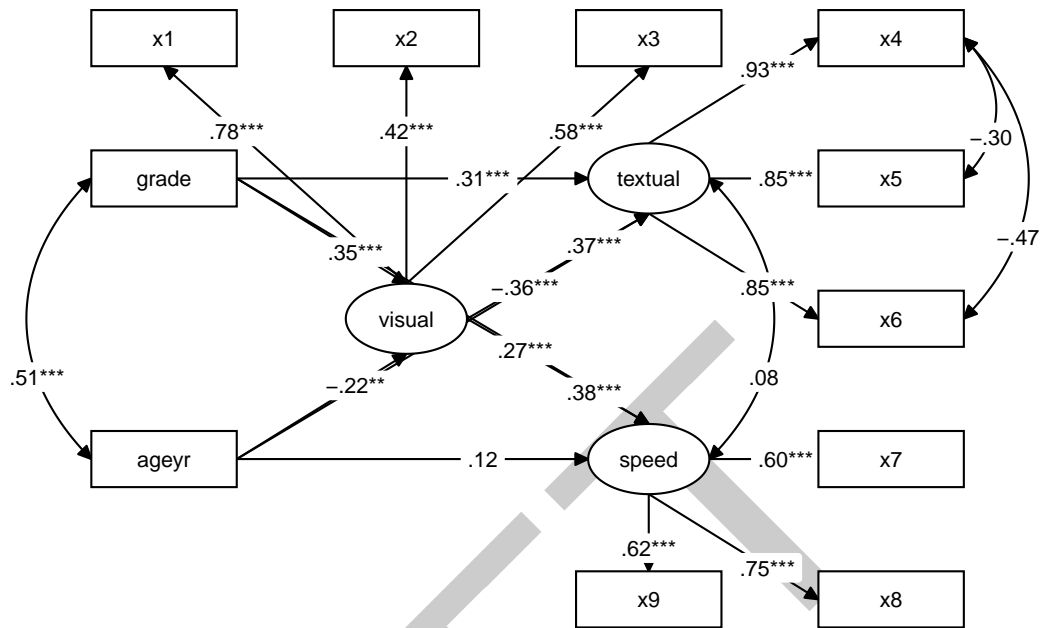 x1 x2 x3 x4
.93***
.78*** .42*** .58*** −.30
grade .31*** textual .85*** x5
−.47
.35*** .37***
−.36*** .85***
visual x6
.27***
.51*** −.22** .38*** .08
ageyr .12 speed .60*** x7
.62*** .75***
x9 x8